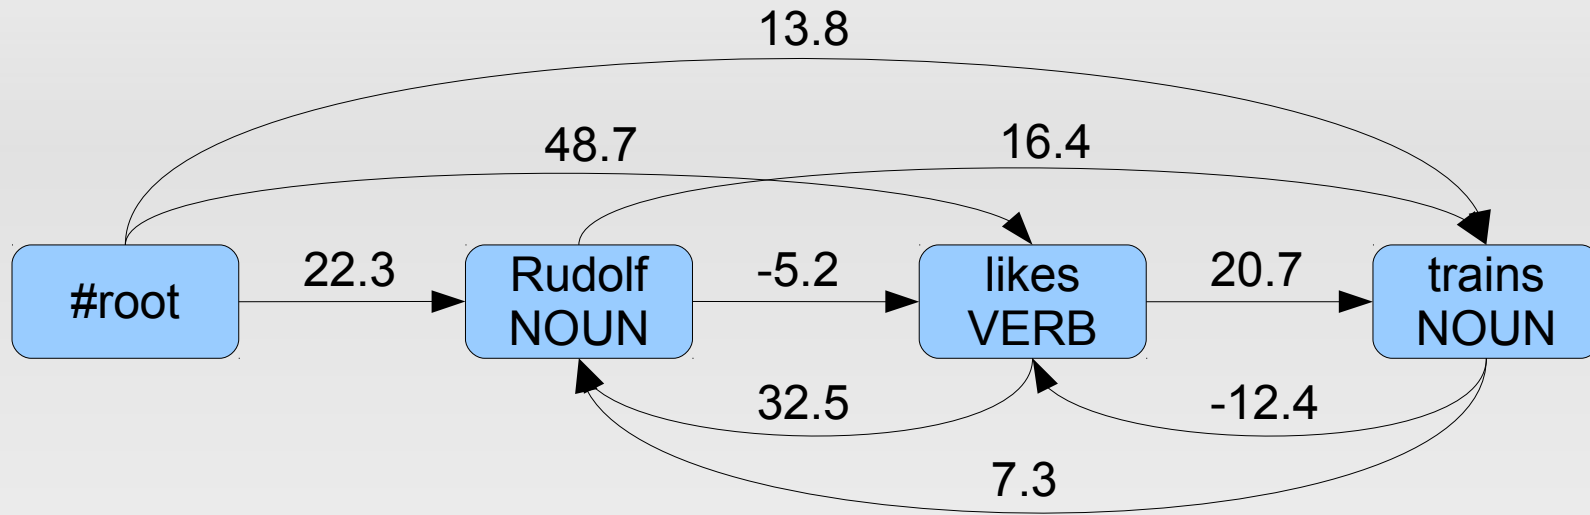 13.8
48.7
16.4
#root
22.3
Rudolf
NOUN
-5.2
likes
VERB
20.7
trains
NOUN
32.5
-12.4
7.3